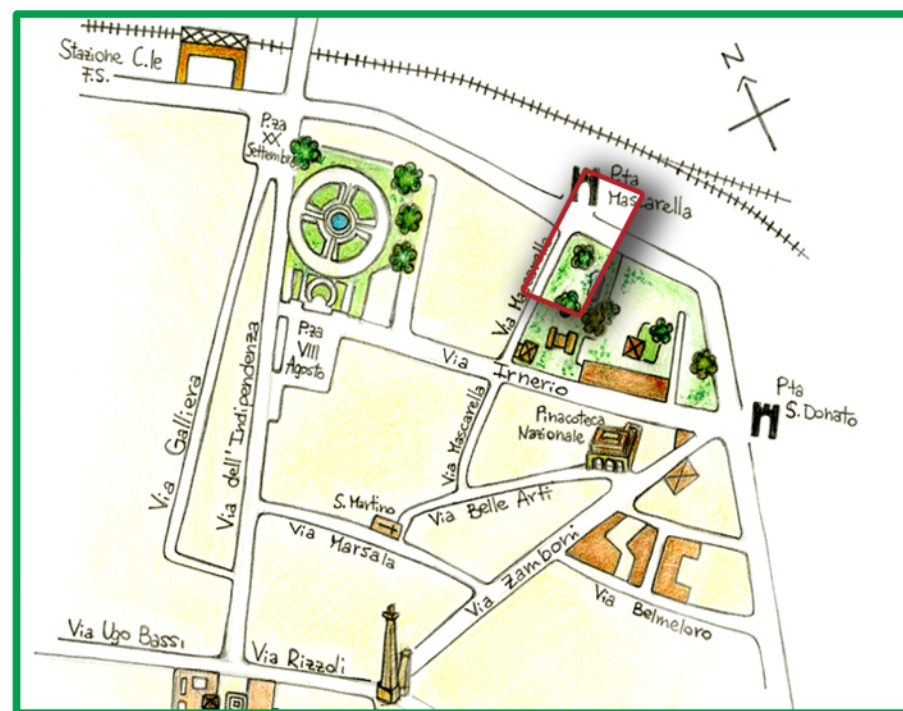 Stazione C.le
F.S.
N
P.za
XX
Settembre
P.ta
Mascarella
Via Mascarella
P.za
VIII
Agosto
Via Irnerio
P.ta
S. Donato
Via Galliera
Via dell'Indipendenza
Via Mascarella
Pinacoteca
Nazionale
S. Martino
Via Belle Arti
Via Marsala
Via Zamboni
Via Belmeloro
Via Ugo Bassi
Via Rizzoli